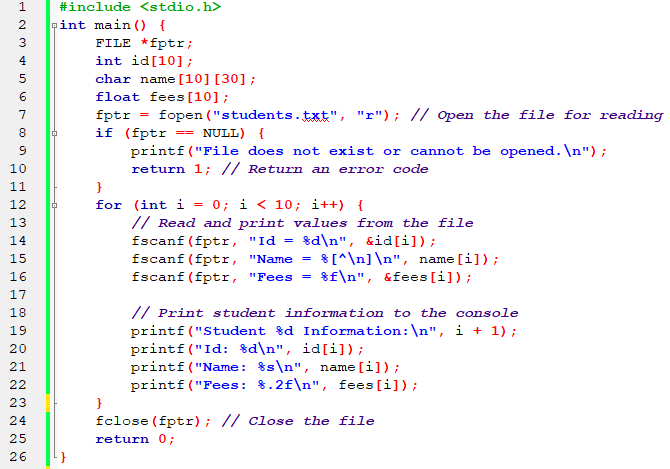 1 #include <stdio.h>
2 int main() {
3 FILE *fptr;
4 int id[10];
5 char name[10][30];
6 float fees[10];
7 fptr = fopen("students.txt", "r"); // Open the file for reading
8 if (fptr == NULL) {
9 printf("File does not exist or cannot be opened.\n");
10 return 1; // Return an error code
11 }
12 for (int i = 0; i < 10; i++) {
13 // Read and print values from the file
14 fscanf(fptr, "Id = %d\n", &id[i]);
15 fscanf(fptr, "Name = %[^\n]\n", name[i]);
16 fscanf(fptr, "Fees = %f\n", &fees[i]);
17
18 // Print student information to the console
19 printf("Student %d Information:\n", i + 1);
20 printf("Id: %d\n", id[i]);
21 printf("Name: %s\n", name[i]);
22 printf("Fees: %.2f\n", fees[i]);
23 }
24 fclose(fptr); // Close the file
25 return 0;
26 }